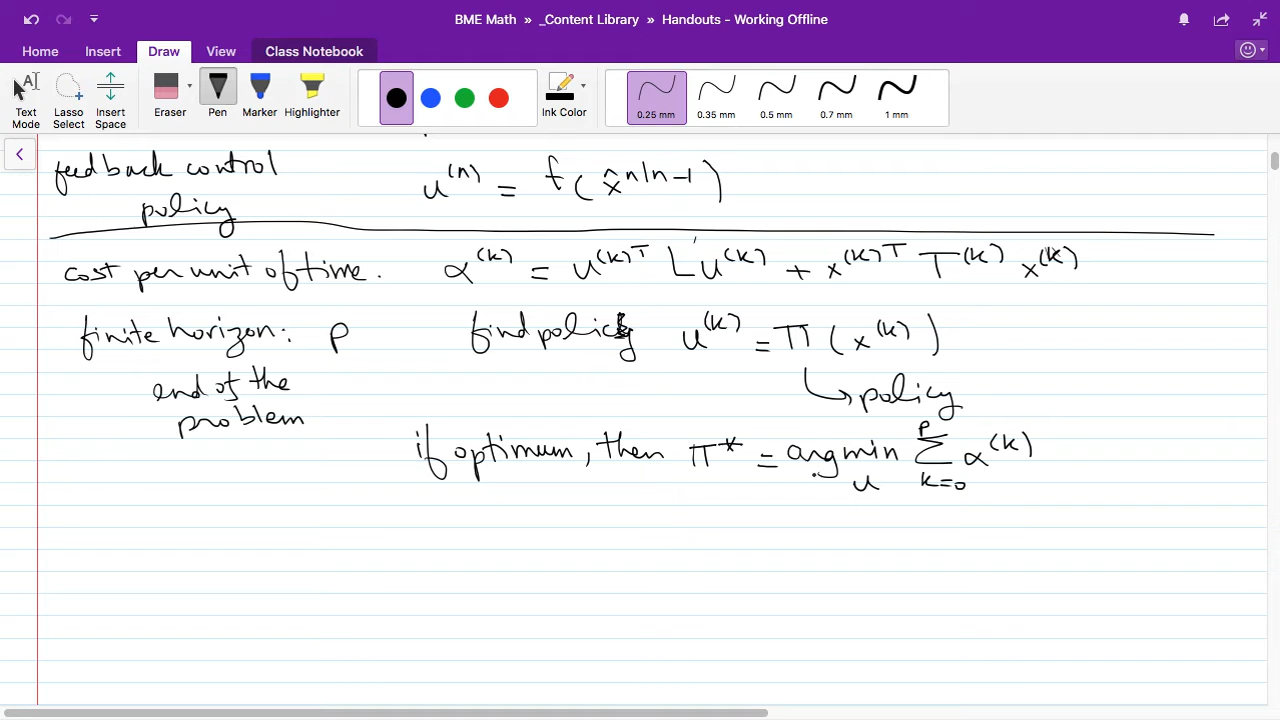 BME Math » _Content Library » Handouts - Working Offline
Home Insert Draw View Class Notebook
Text Mode Lasso Select Insert Space Eraser Pen Marker Highlighter Ink Color 0.25 mm 0.35 mm 0.5 mm 0.7 mm 1 mm
feedback control policy
u^(n) = f(x̂^n|n-1)
cost per unit of time. α^(k) = u^(k)T L u^(k) + x^(k)T T^(k) x^(k)
finite horizon: P find policy u^(k) = π(x^(k))
end of the problem
↳ policy
if optimum, then π* = argmin_u Σ_{k=0}^{P} α^(k)